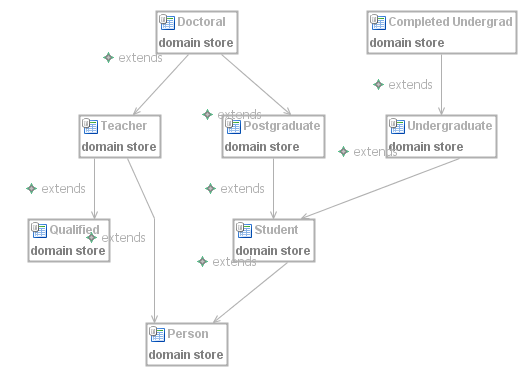 Doctoral
domain store
Completed Undergrad
domain store
extends
extends
Teacher
domain store
extends
Postgraduate
domain store
Undergraduate
domain store
extends
extends
extends
Qualified
domain store
extends
Student
domain store
extends
Person
domain store